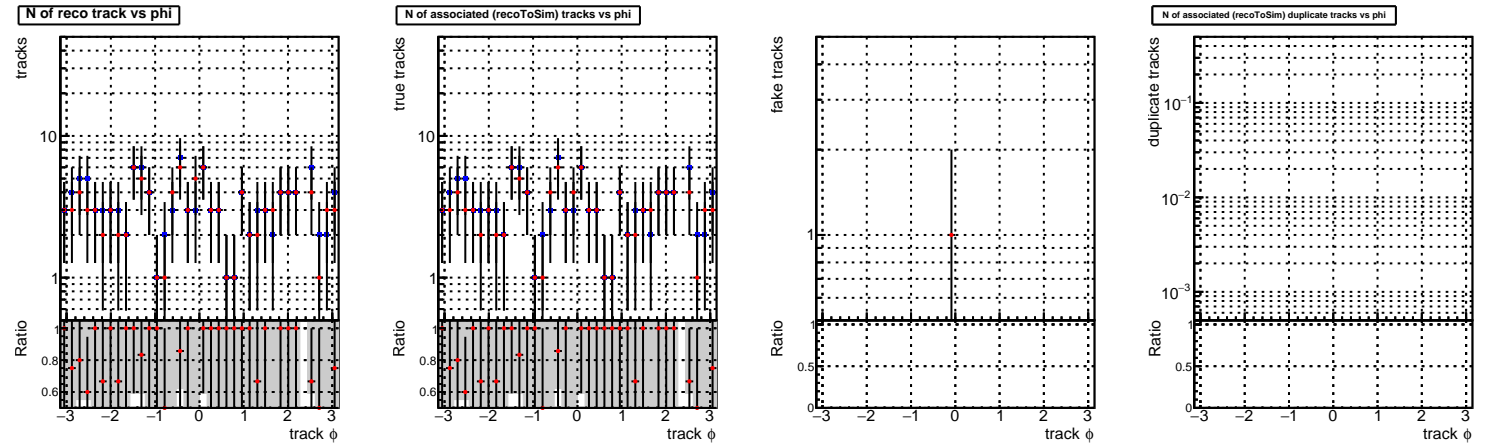 N of reco track vs phi
tracks
10
1
Ratio
1
0.8
0.6
−3 −2 −1 0 1 2 3
track ϕ
N of associated (recoToSim) tracks vs phi
true tracks
10
1
Ratio
1
0.8
0.6
−3 −2 −1 0 1 2 3
track ϕ
fake tracks
1
Ratio
1
0.5
0
−3 −2 −1 0 1 2 3
track ϕ
N of associated (recoToSim) duplicate tracks vs phi
duplicate tracks
10⁻¹
10⁻²
10⁻³
Ratio
1
0.5
0
−3 −2 −1 0 1 2 3
track ϕ